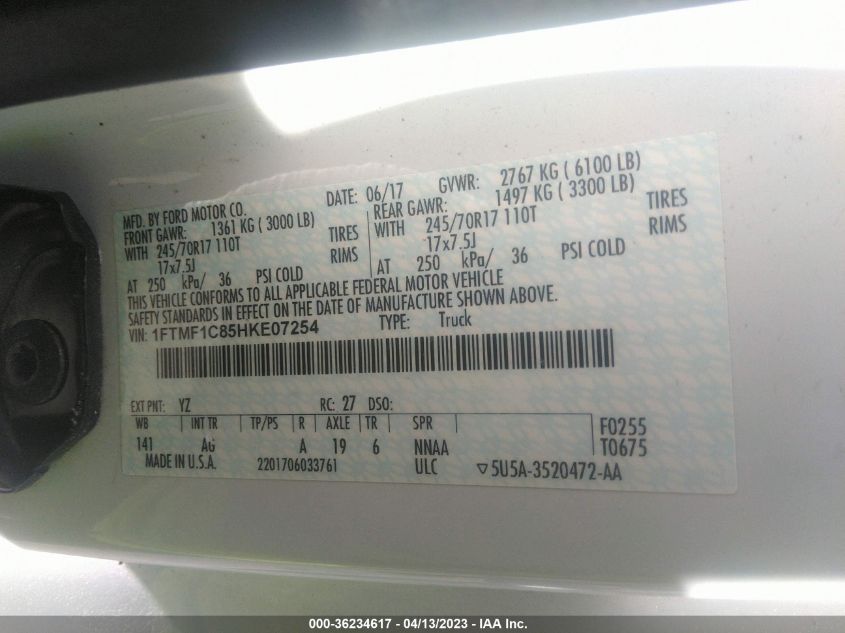 MFD. BY FORD MOTOR CO. DATE: 06/17 GVWR: 2767 KG ( 6100 LB)
FRONT GAWR: 1361 KG ( 3000 LB) REAR GAWR: 1497 KG ( 3300 LB)
WITH 245/70R17 110T TIRES WITH 245/70R17 110T TIRES
17x7.5J RIMS 17x7.5J RIMS
AT 250 kPa/ 36 PSI COLD AT 250 kPa/ 36 PSI COLD
THIS VEHICLE CONFORMS TO ALL APPLICABLE FEDERAL MOTOR VEHICLE
SAFETY STANDARDS IN EFFECT ON THE DATE OF MANUFACTURE SHOWN ABOVE.
VIN: 1FTMF1C85HKE07254 TYPE: Truck
EXT PNT: YZ RC: 27 DSO:
WB INT TR TP/PS R AXLE TR SPR F0255
141 AG A 19 6 NNAA T0675
MADE IN U.S.A. 2201706033761 ULC ▽5U5A-3520472-AA
000-36234617 - 04/13/2023 - IAA Inc.